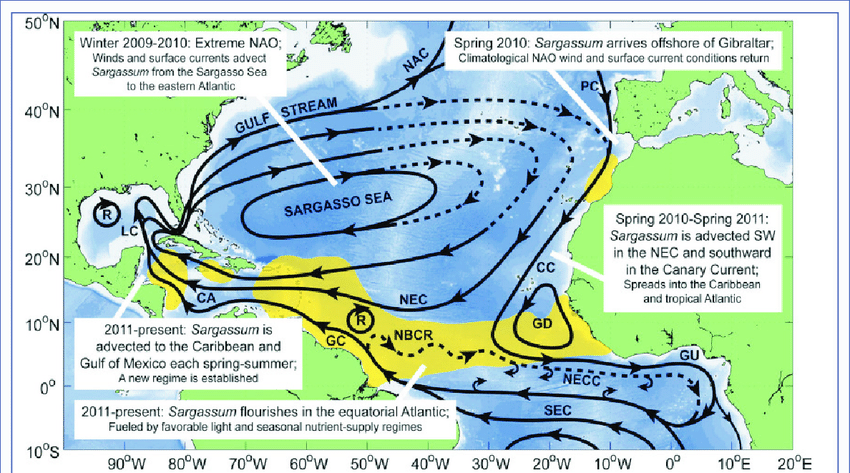 50°N
40°N
30°N
20°N
10°N
0°
10°S
Winter 2009-2010: Extreme NAO;
Winds and surface currents advect
Sargassum from the Sargasso Sea
to the eastern Atlantic
Spring 2010: Sargassum arrives offshore of Gibraltar;
Climatological NAO wind and surface current conditions return
NAC
PC
GULF STREAM
SARGASSO SEA
R
LC
Spring 2010-Spring 2011:
Sargassum is advected SW
in the NEC and southward
in the Canary Current;
Spreads into the Caribbean
and tropical Atlantic
CC
CA
NEC
R
GD
NBCR
GC
GU
NECC
SEC
2011-present: Sargassum is
advected to the Caribbean and
Gulf of Mexico each spring-summer;
A new regime is established
2011-present: Sargassum flourishes in the equatorial Atlantic;
Fueled by favorable light and seasonal nutrient-supply regimes
90°W 80°W 70°W 60°W 50°W 40°W 30°W 20°W 10°W 0° 10°E 20°E